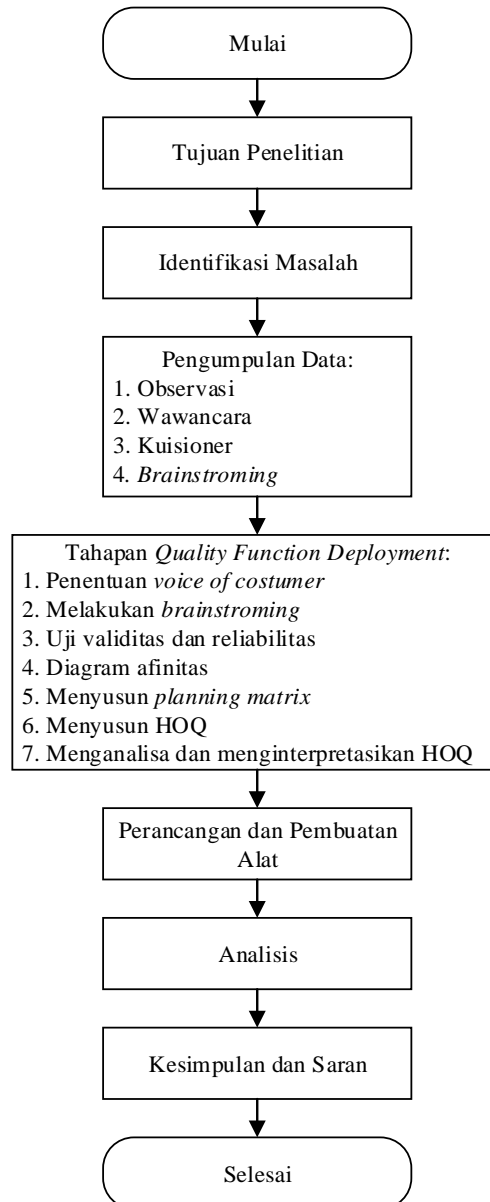 Mulai
Tujuan Penelitian
Identifikasi Masalah
Pengumpulan Data:
1. Observasi
2. Wawancara
3. Kuisioner
4. Brainstroming
Tahapan Quality Function Deployment:
1. Penentuan voice of costumer
2. Melakukan brainstroming
3. Uji validitas dan reliabilitas
4. Diagram afinitas
5. Menyusun planning matrix
6. Menyusun HOQ
7. Menganalisa dan menginterpretasikan HOQ
Perancangan dan Pembuatan
Alat
Analisis
Kesimpulan dan Saran
Selesai